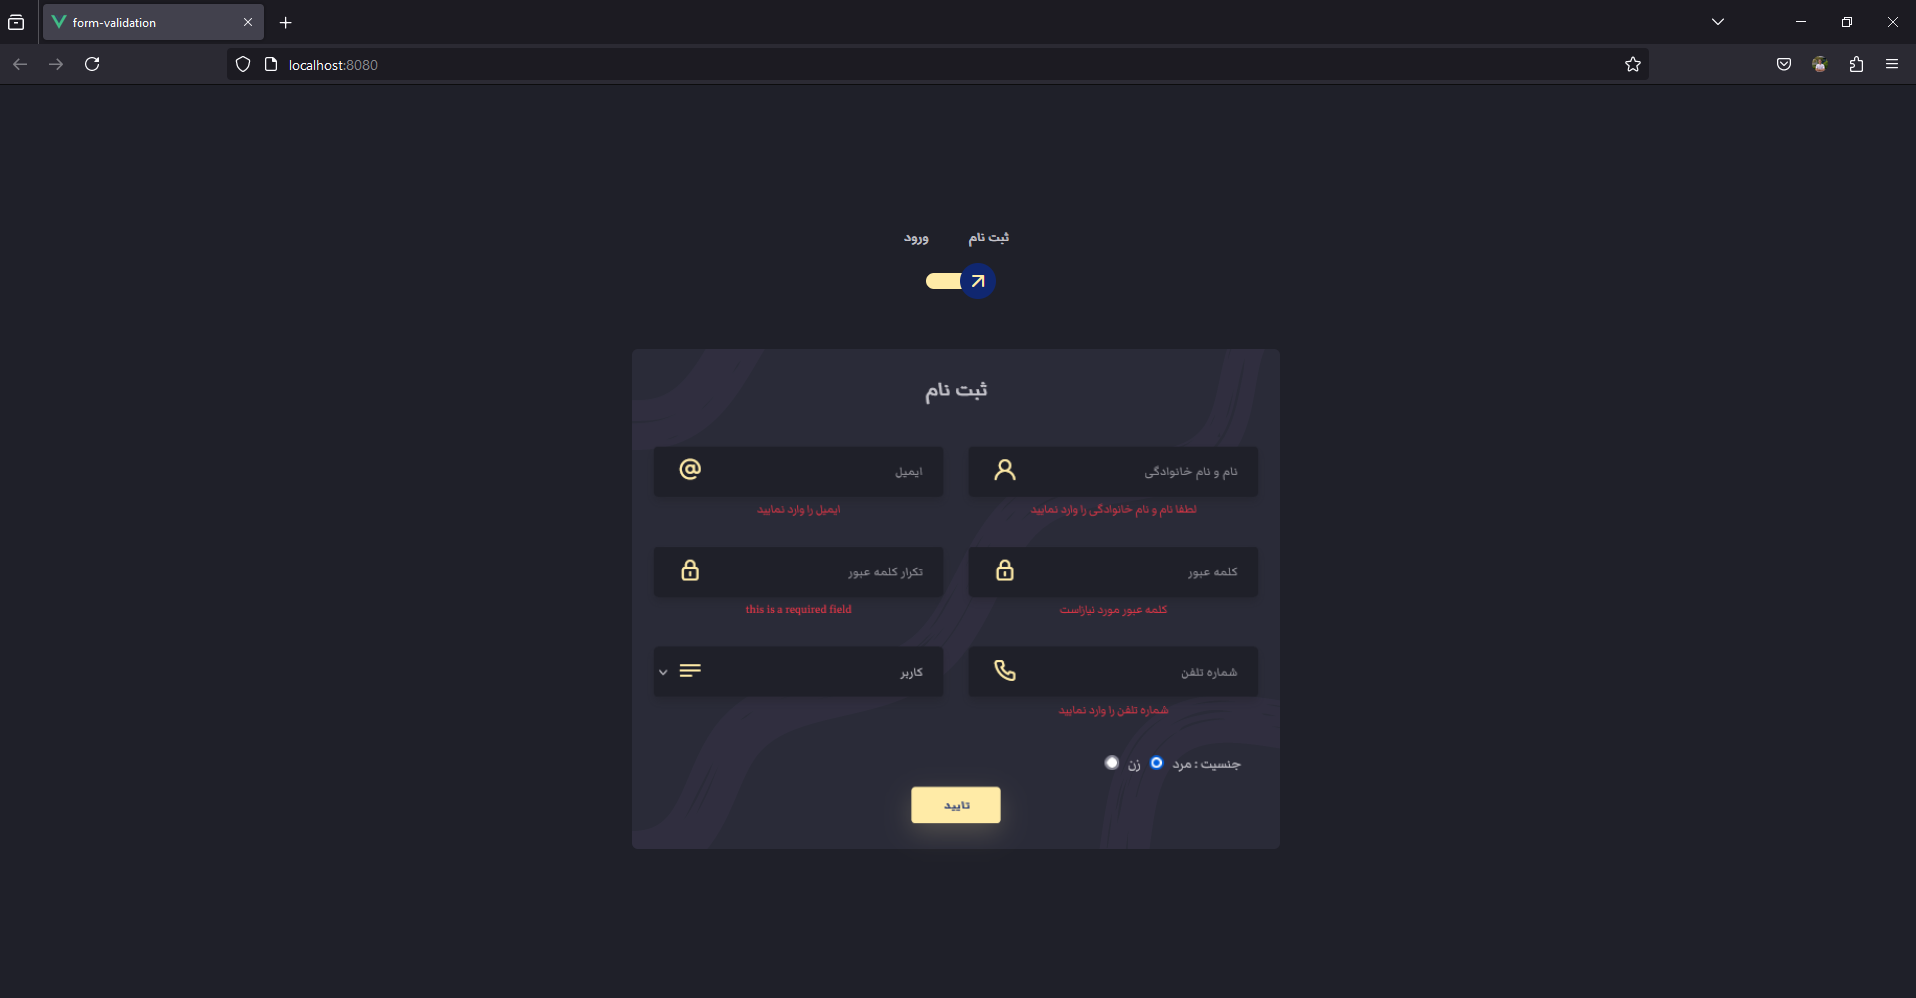 form-validation
localhost:8080
ثبت نام
ورود
ثبت نام
نام و نام خانوادگی
ایمیل
لطفا نام و نام خانوادگی را وارد نمایید
ایمیل را وارد نمایید
کلمه عبور
تکرار کلمه عبور
کلمه عبور مورد نیازاست
this is a required field
شماره تلفن
کاربر
شماره تلفن را وارد نمایید
جنسیت : مرد زن
تایید